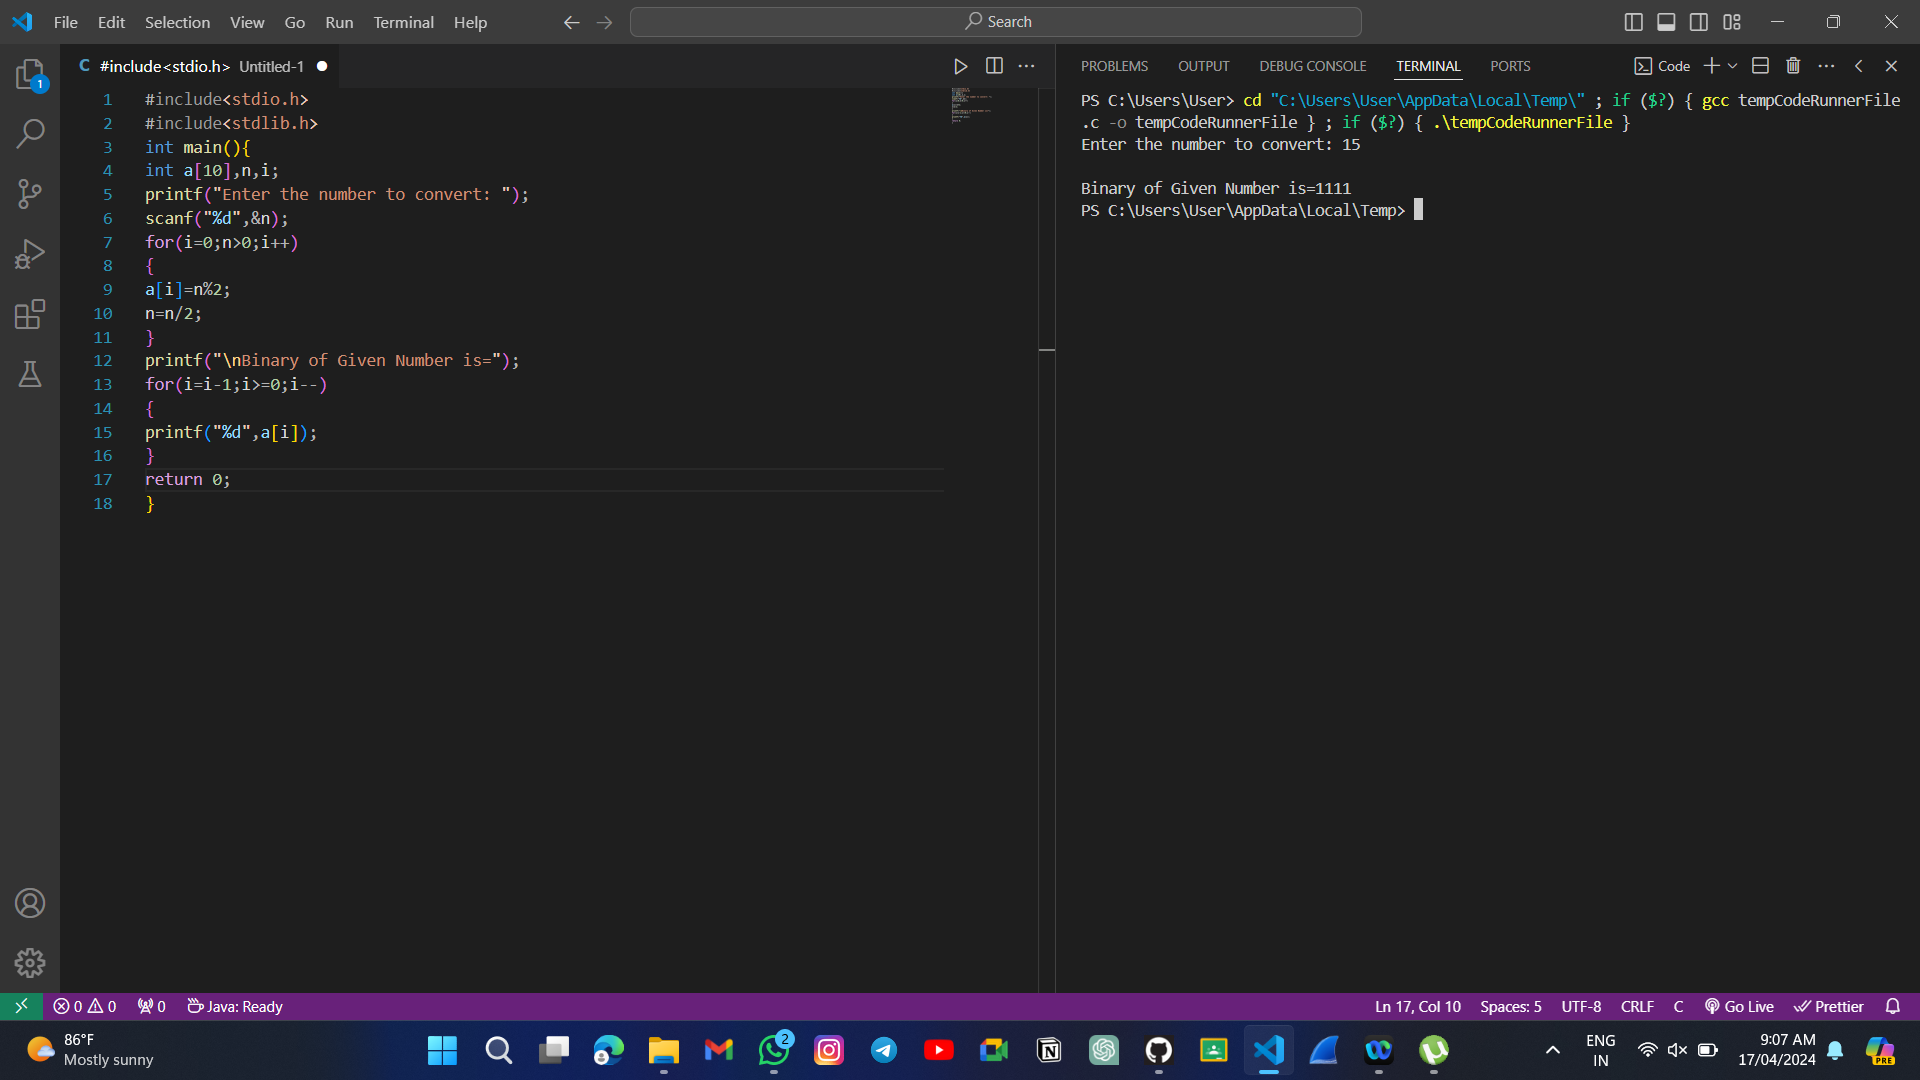 File Edit Selection View Go Run Terminal Help
Search
C #include<stdio.h> Untitled-1
1 #include<stdio.h>
2 #include<stdlib.h>
3 int main(){
4 int a[10],n,i;
5 printf("Enter the number to convert: ");
6 scanf("%d",&n);
7 for(i=0;n>0;i++)
8 {
9 a[i]=n%2;
10 n=n/2;
11 }
12 printf("\nBinary of Given Number is=");
13 for(i=i-1;i>=0;i--)
14 {
15 printf("%d",a[i]);
16 }
17 return 0;
18 }
1
PROBLEMS OUTPUT DEBUG CONSOLE TERMINAL PORTS
Code
PS C:\Users\User> cd "C:\Users\User\AppData\Local\Temp\" ; if ($?) { gcc tempCodeRunnerFile
.c -o tempCodeRunnerFile } ; if ($?) { .\tempCodeRunnerFile }
Enter the number to convert: 15
Binary of Given Number is=1111
PS C:\Users\User\AppData\Local\Temp>
0 0 0 Java: Ready
Ln 17, Col 10 Spaces: 5 UTF-8 CRLF C Go Live Prettier
86°F
Mostly sunny
2
ENG
IN
9:07 AM
17/04/2024
PRE